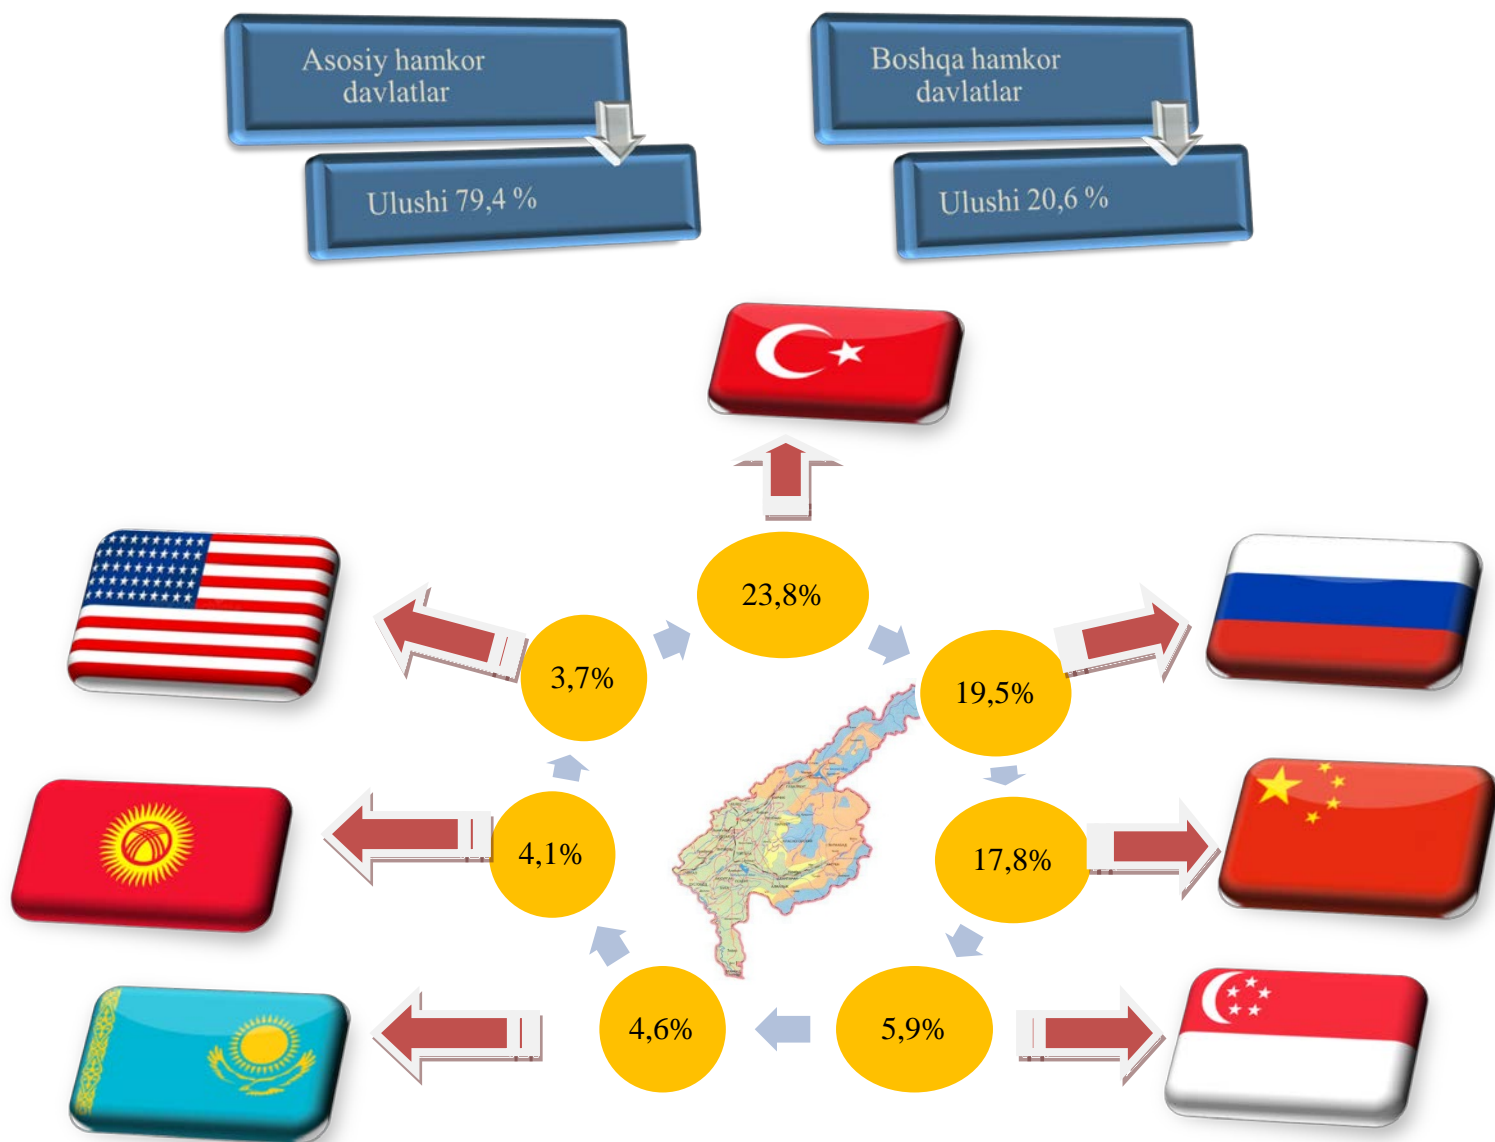 Asosiy hamkor
davlatlar
Ulushi 79,4 %
Boshqa hamkor
davlatlar
Ulushi 20,6 %
23,8%
19,5%
17,8%
5,9%
4,6%
4,1%
3,7%